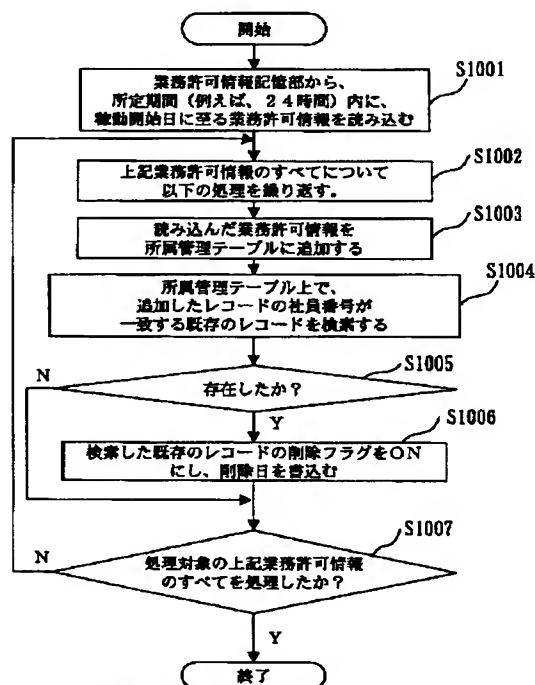 開始
業務許可情報記憶部から、
所定期間（例えば、２４時間）内に、
稼動開始日に至る業務許可情報を読み込む
S1001
上記業務許可情報のすべてについて
以下の処理を繰り返す。
S1002
読み込んだ業務許可情報を
所属管理テーブルに追加する
S1003
所属管理テーブル上で、
追加したレコードの社員番号が
一致する既存のレコードを検索する
S1004
N
存在したか？
S1005
Y
検索した既存のレコードの削除フラグをＯＮ
にし、削除日を書込む
S1006
N
処理対象の上記業務許可情報
のすべてを処理したか？
S1007
Y
終了